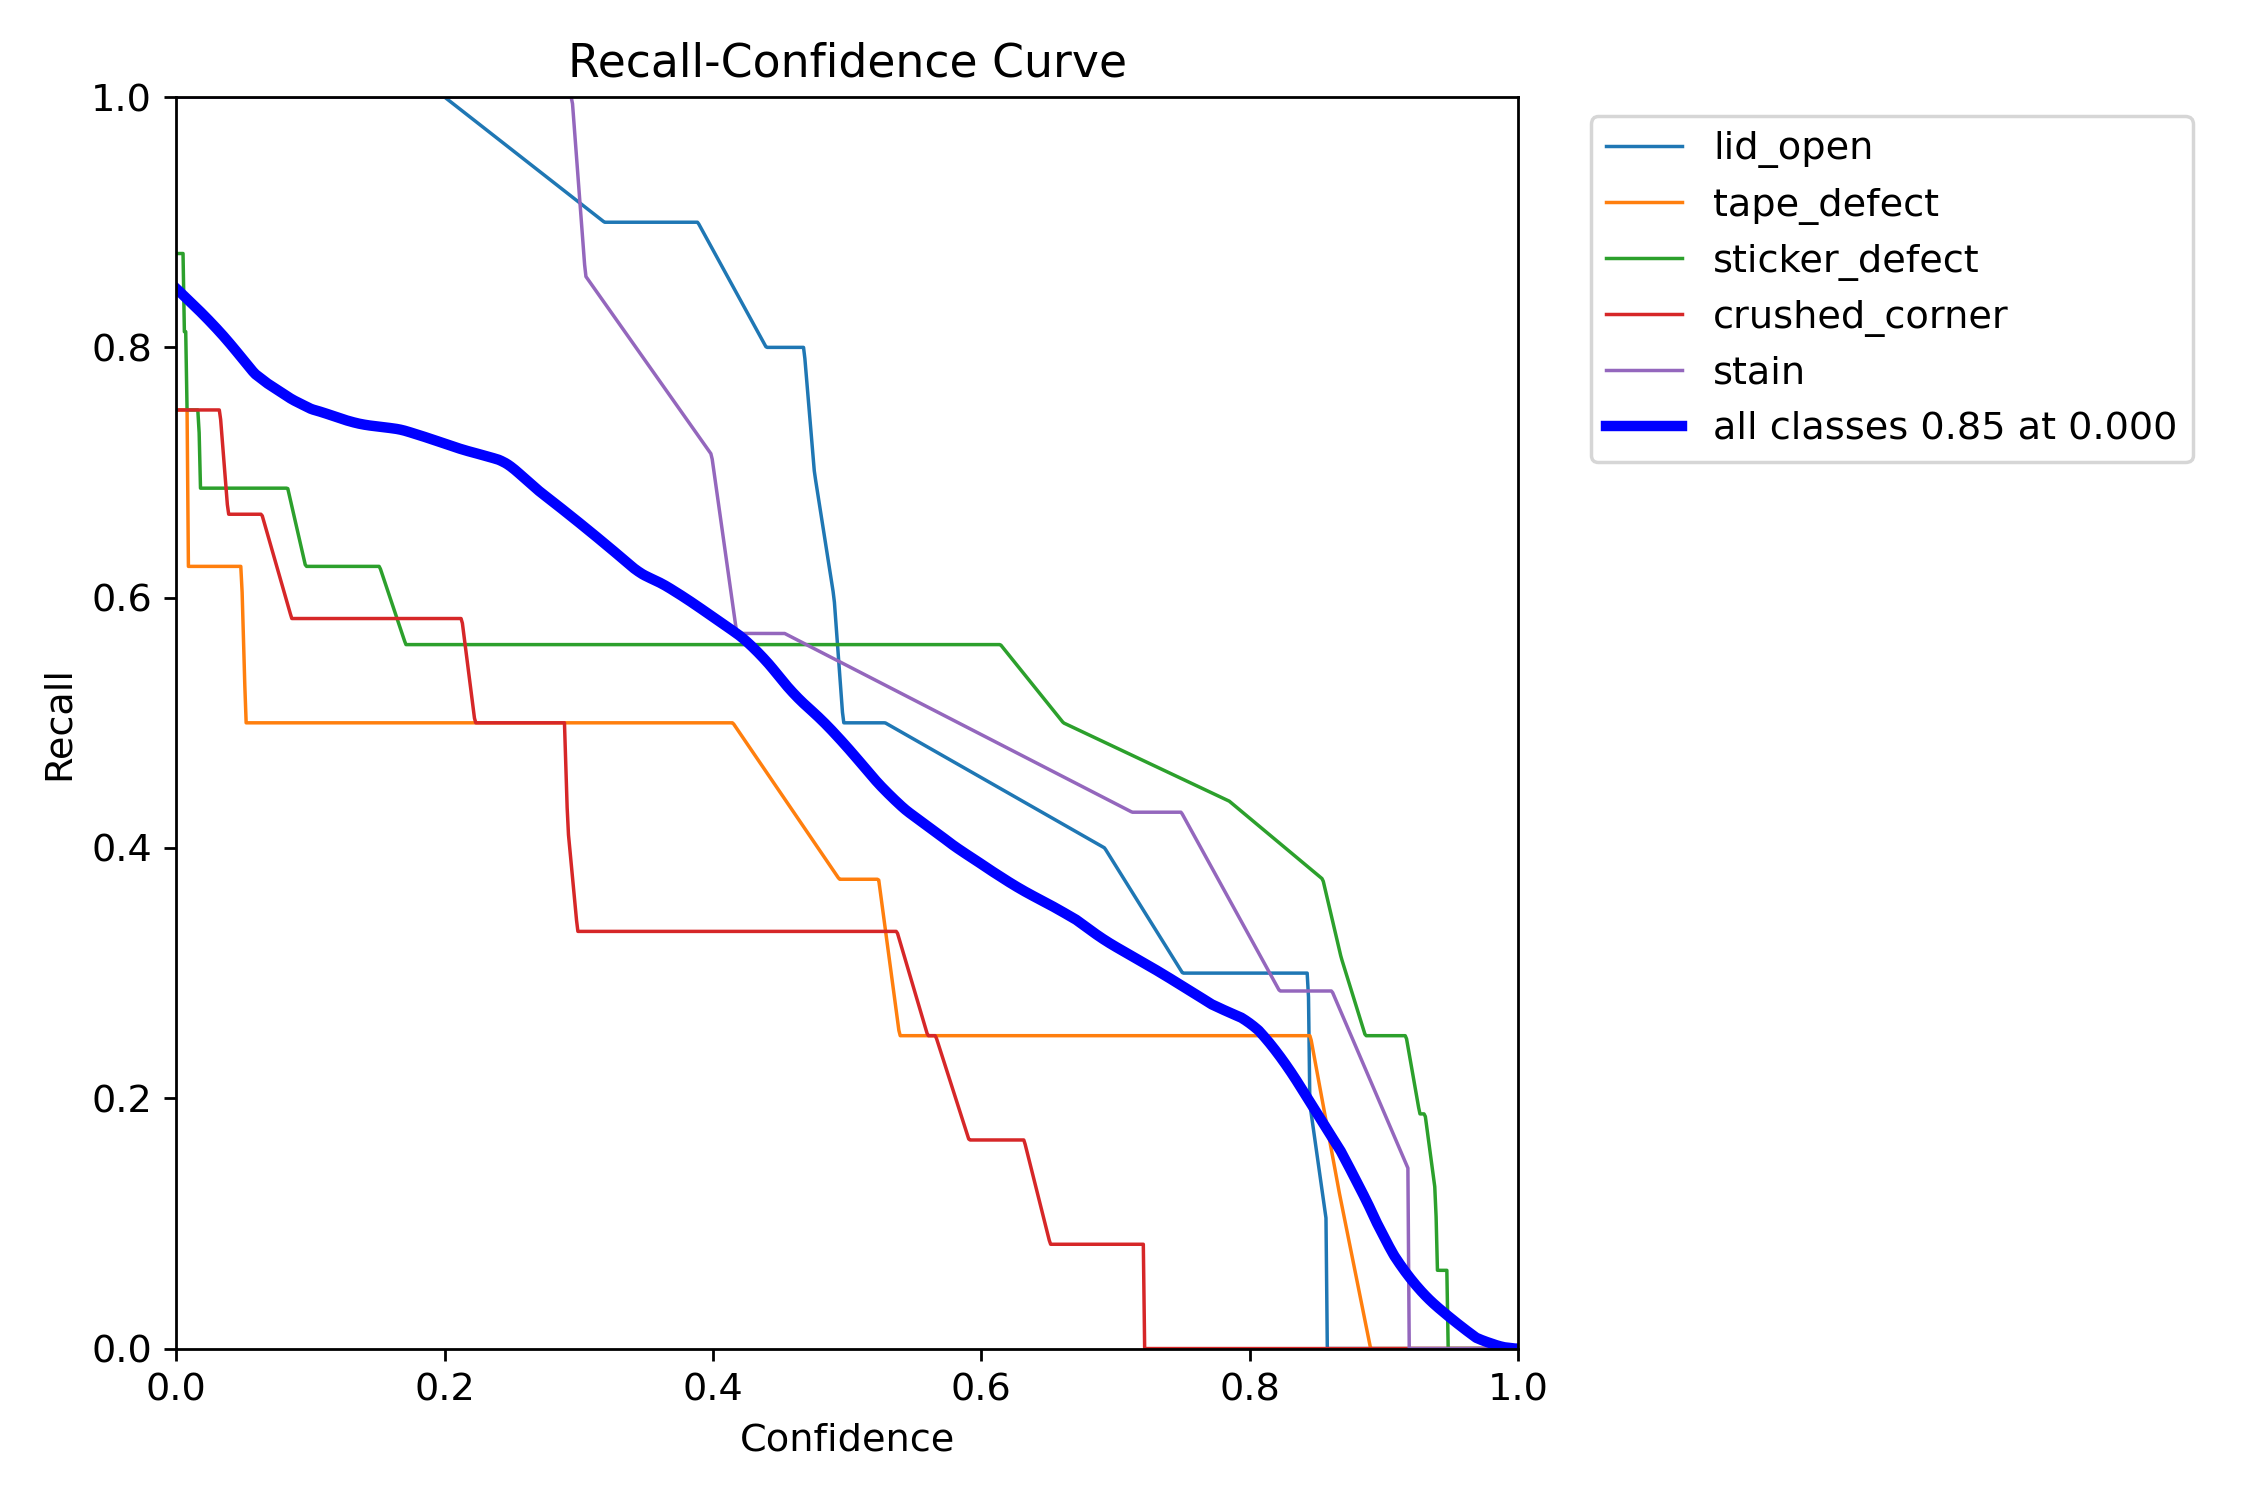 Recall-Confidence Curve
1.0
0.8
0.6
0.4
0.2
0.0
Recall
0.0 0.2 0.4 0.6 0.8 1.0
Confidence
lid_open
tape_defect
sticker_defect
crushed_corner
stain
all classes 0.85 at 0.000